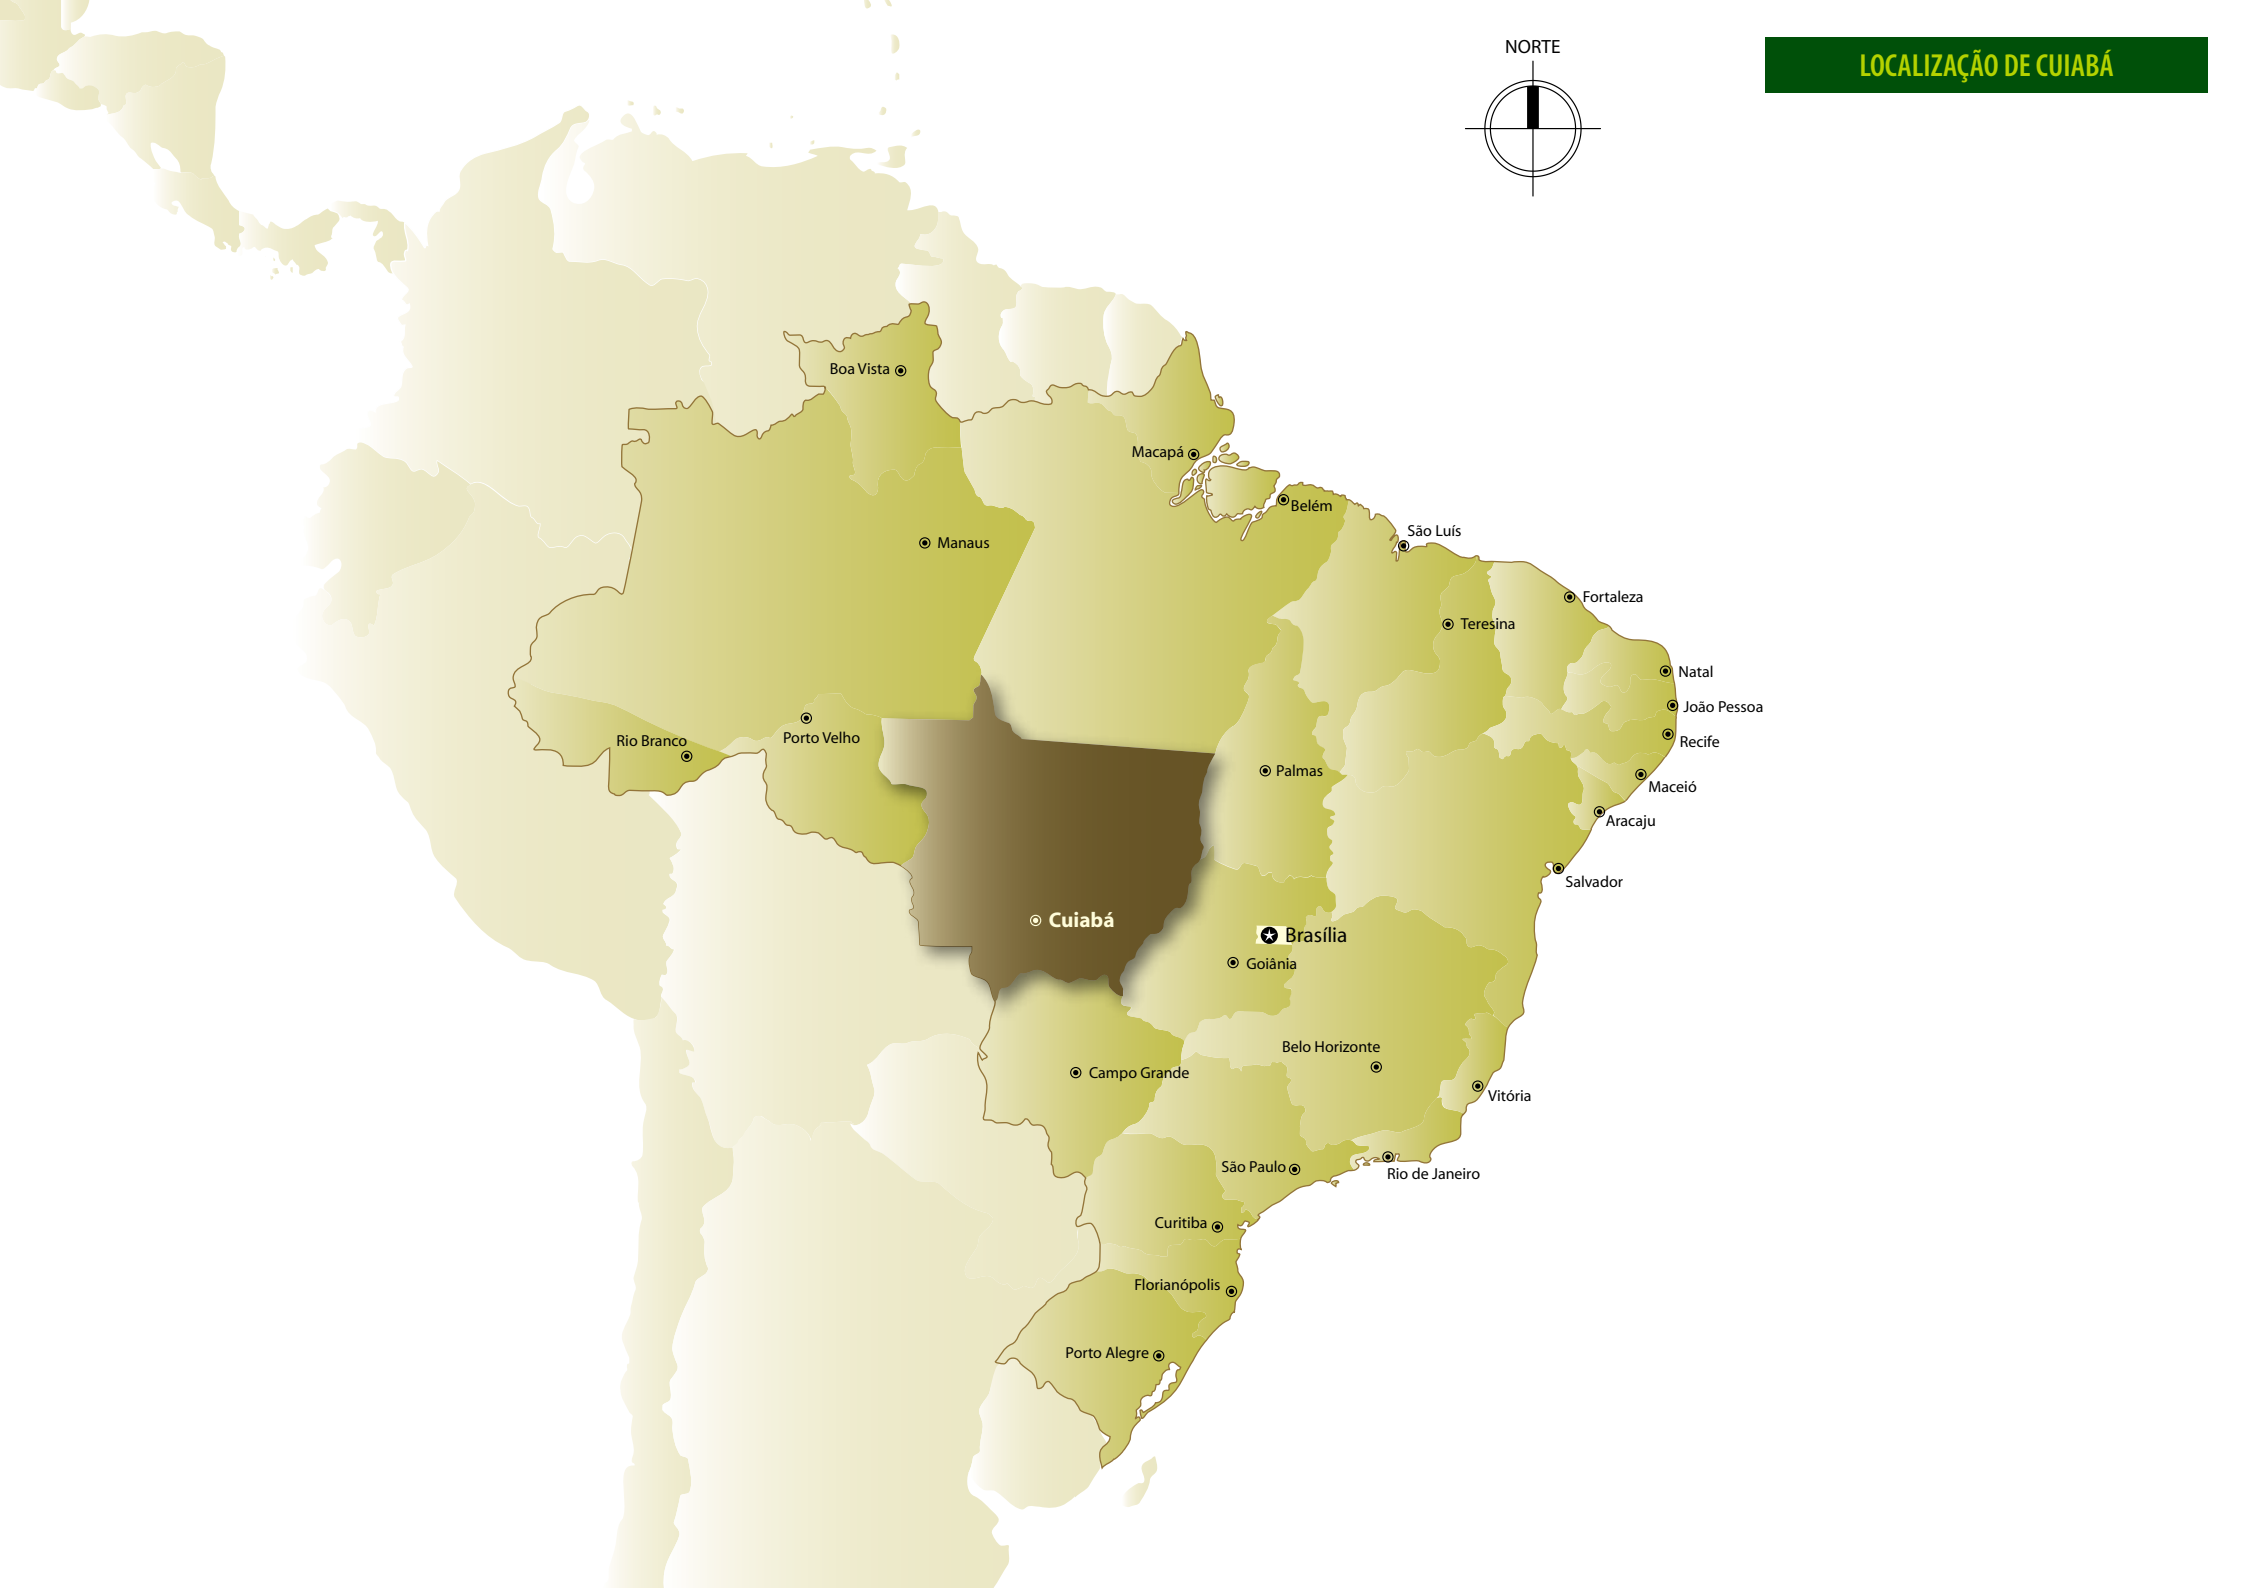 NORTE
LOCALIZAÇÃO DE CUIABÁ
Boa Vista
Macapá
Belém
São Luís
Manaus
Fortaleza
Teresina
Natal
João Pessoa
Porto Velho
Rio Branco
Recife
Palmas
Maceió
Aracaju
Salvador
Cuiabá
Brasília
Goiânia
Belo Horizonte
Campo Grande
Vitória
São Paulo
Rio de Janeiro
Curitiba
Florianópolis
Porto Alegre